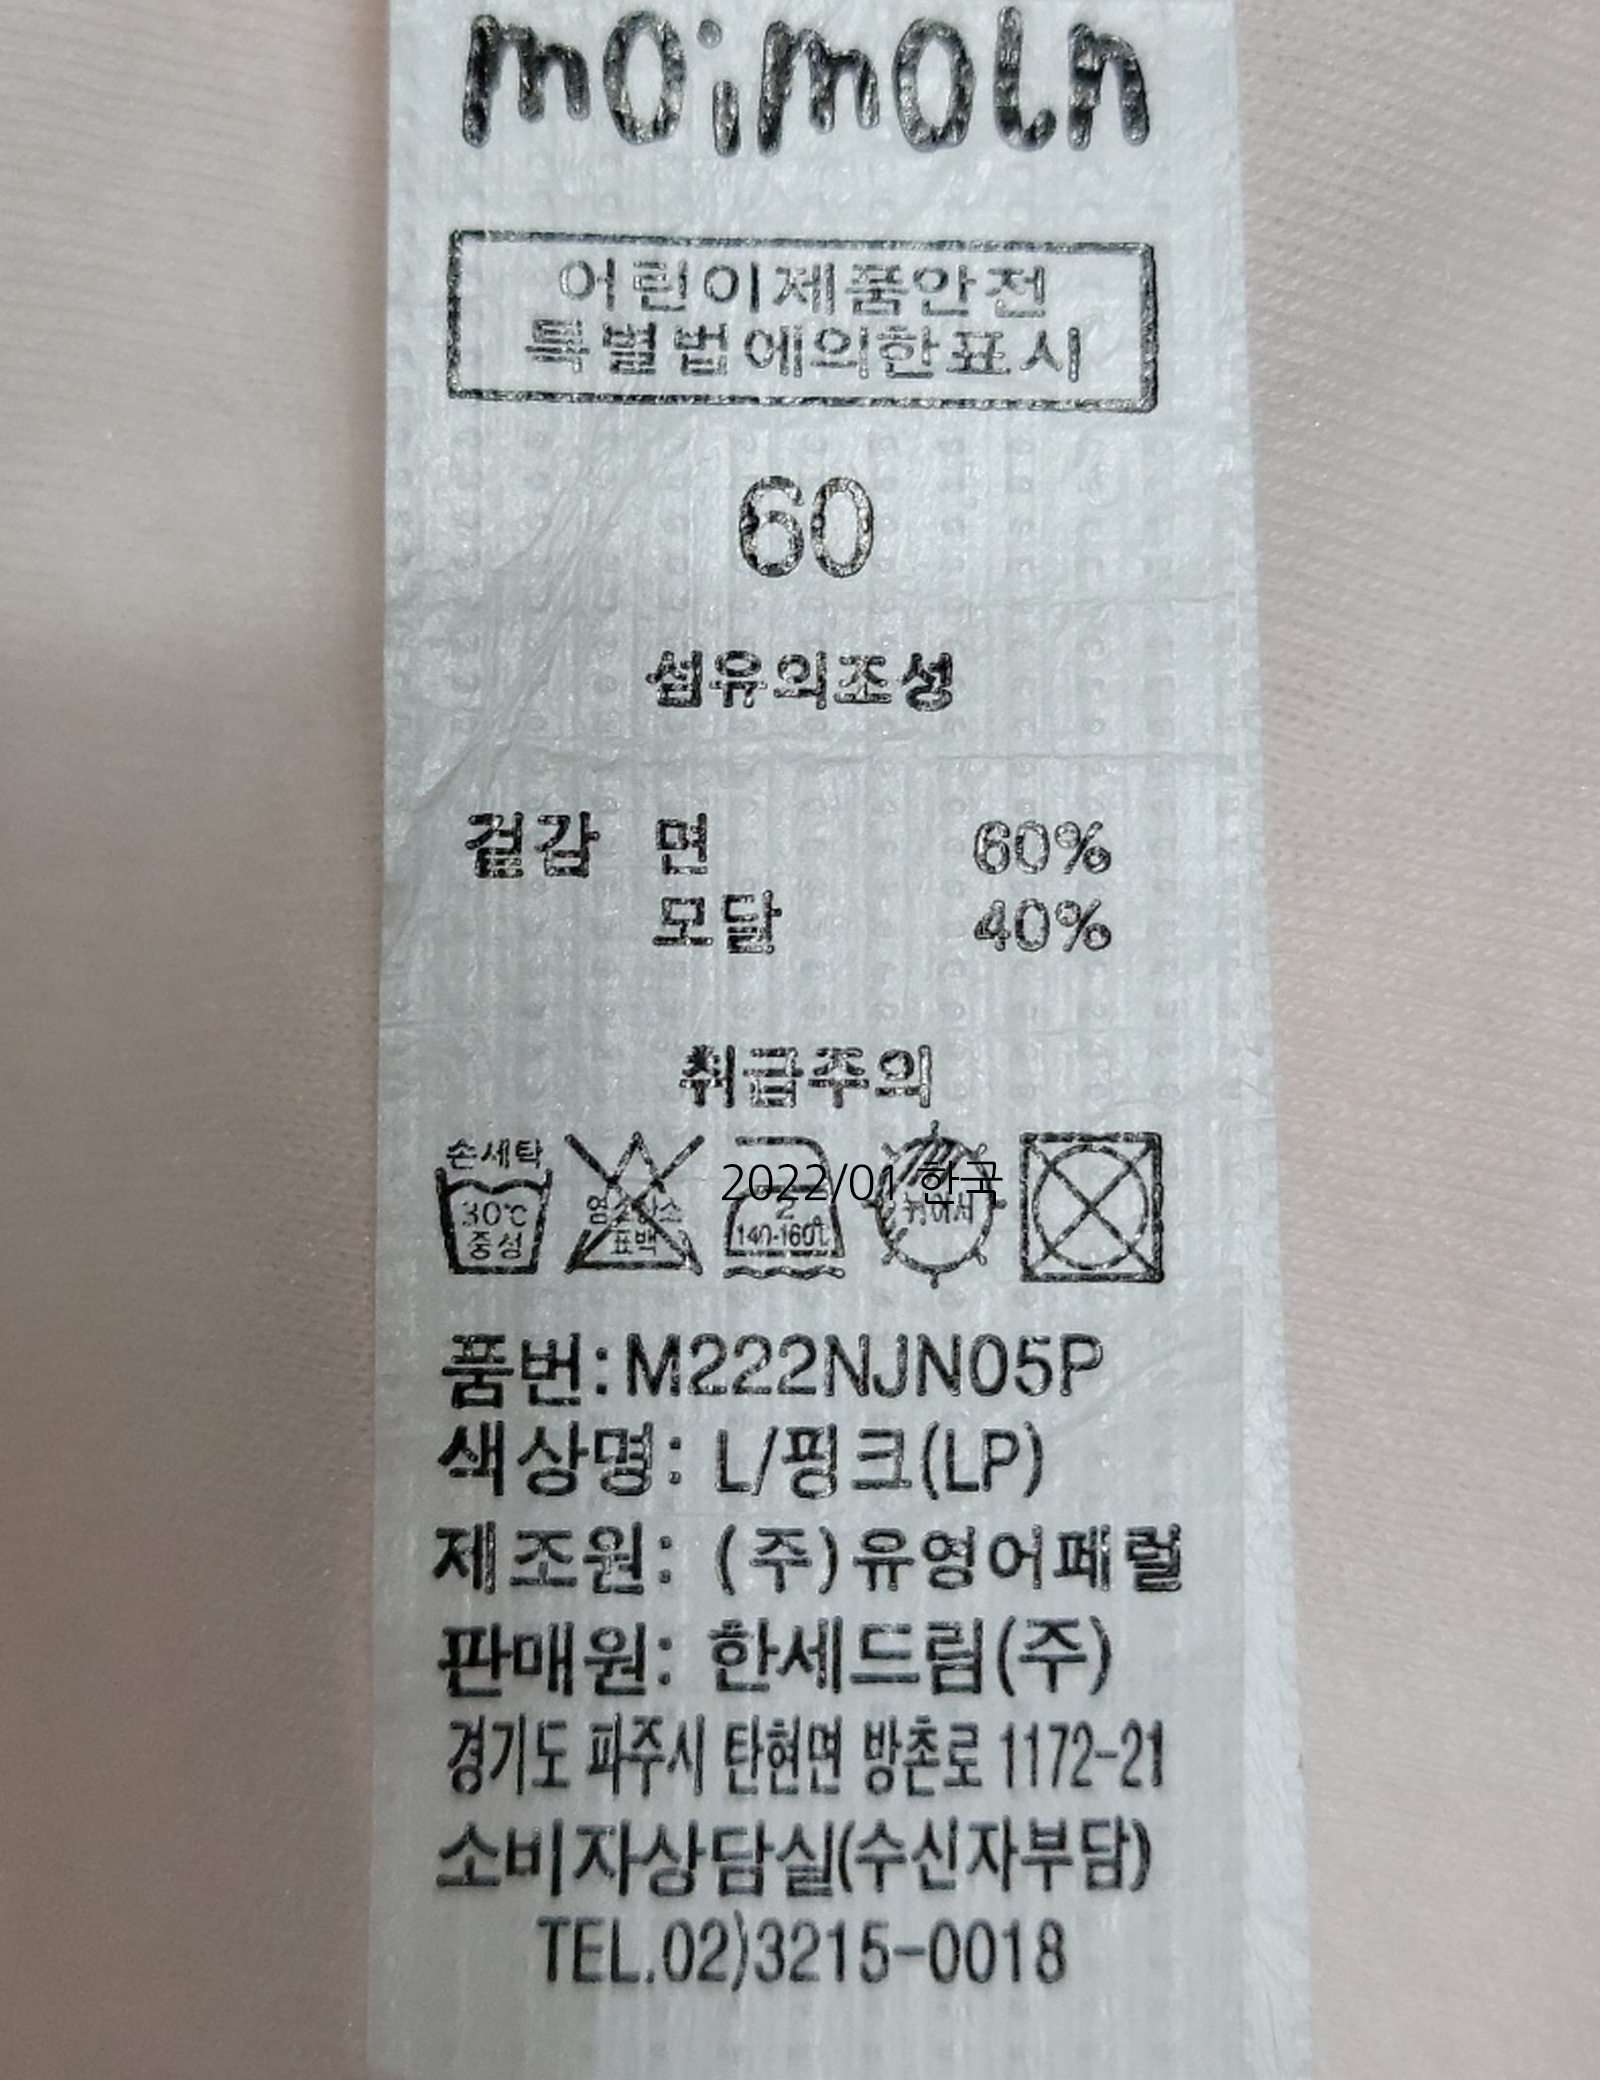 moimoln
어린이제품안전
특별법에의한표시
60
섬유의조성
겉감 면 60%
모달 40%
취급주의
손세탁
30℃
중성
염소산소
표백
2
140-160℃
뉘어서
2022/01 한국
품번:M222NJN05P
색상명: L/핑크(LP)
제조원: (주)유영어패럴
판매원: 한세드림(주)
경기도 파주시 탄현면 방촌로 1172-21
소비자상담실(수신자부담)
TEL.02)3215-0018